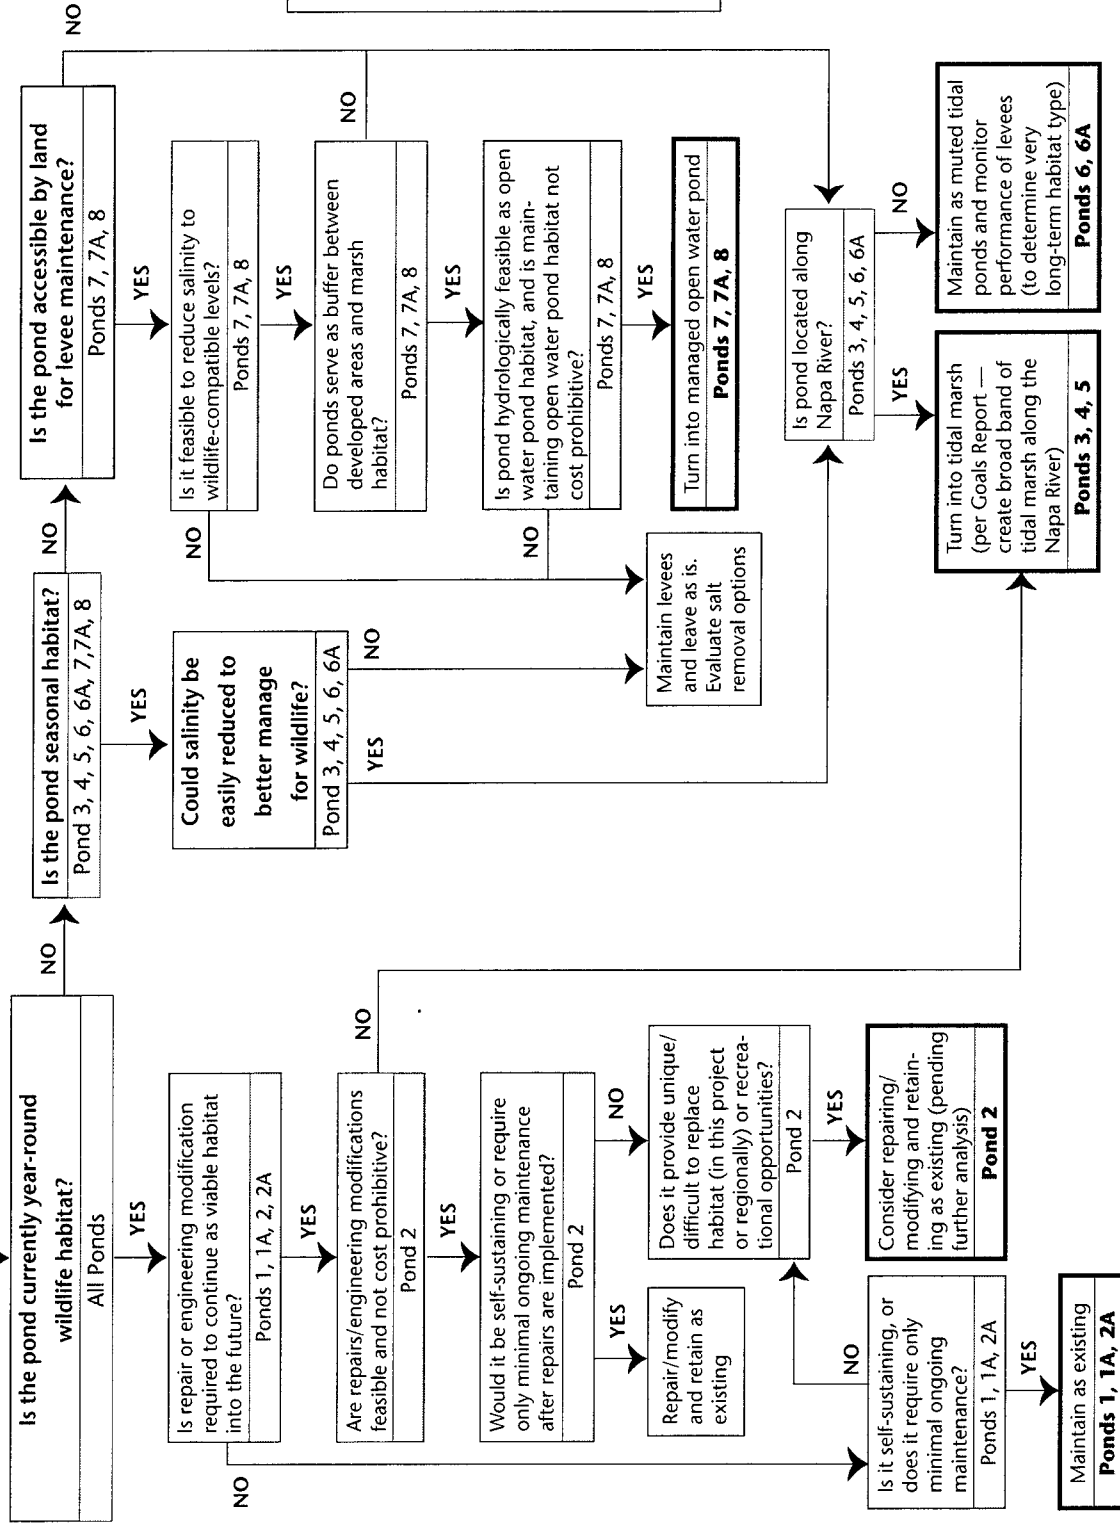 Is the pond currently year-round
wildlife habitat?
All Ponds
NO
YES
Is repair or engineering modification
required to continue as viable habitat
into the future?
Ponds 1, 1A, 2, 2A
NO
YES
Are repairs/engineering modifications
feasible and not cost prohibitive?
Pond 2
NO
YES
Would it be self-sustaining or require
only minimal ongoing maintenance
after repairs are implemented?
Pond 2
YES
NO
Repair/modify
and retain as
existing
Does it provide unique/
difficult to replace
habitat (in this project
or regionally) or recrea-
tional opportunities?
Pond 2
YES
NO
Is it self-sustaining, or
does it require only
minimal ongoing
maintenance?
Ponds 1, 1A, 2A
YES
Consider repairing/
modifying and retain-
ing as existing (pending
further analysis)
Pond 2
Maintain as existing
Ponds 1, 1A, 2A
Is the pond seasonal habitat?
Pond 3, 4, 5, 6, 6A, 7,7A, 8
NO
YES
Could salinity be
easily reduced to
better manage
for wildlife?
Pond 3, 4, 5, 6, 6A
YES
NO
Maintain levees
and leave as is.
Evaluate salt
removal options
Is the pond accessible by land
for levee maintenance?
Ponds 7, 7A, 8
NO
YES
Is it feasible to reduce salinity to
wildlife-compatible levels?
Ponds 7, 7A, 8
NO
YES
Do ponds serve as buffer between
developed areas and marsh
habitat?
Ponds 7, 7A, 8
NO
YES
Is pond hydrologically feasible as open
water pond habitat, and is main-
taining open water pond habitat not
cost prohibitive?
Ponds 7, 7A, 8
NO
YES
Turn into managed open water pond
Ponds 7, 7A, 8
Is pond located along
Napa River?
Ponds 3, 4, 5, 6, 6A
YES
NO
Turn into tidal marsh
(per Goals Report —
create broad band of
tidal marsh along the
Napa River)
Ponds 3, 4, 5
Maintain as muted tidal
ponds and monitor
performance of levees
(to determine very
long-term habitat type)
Ponds 6, 6A